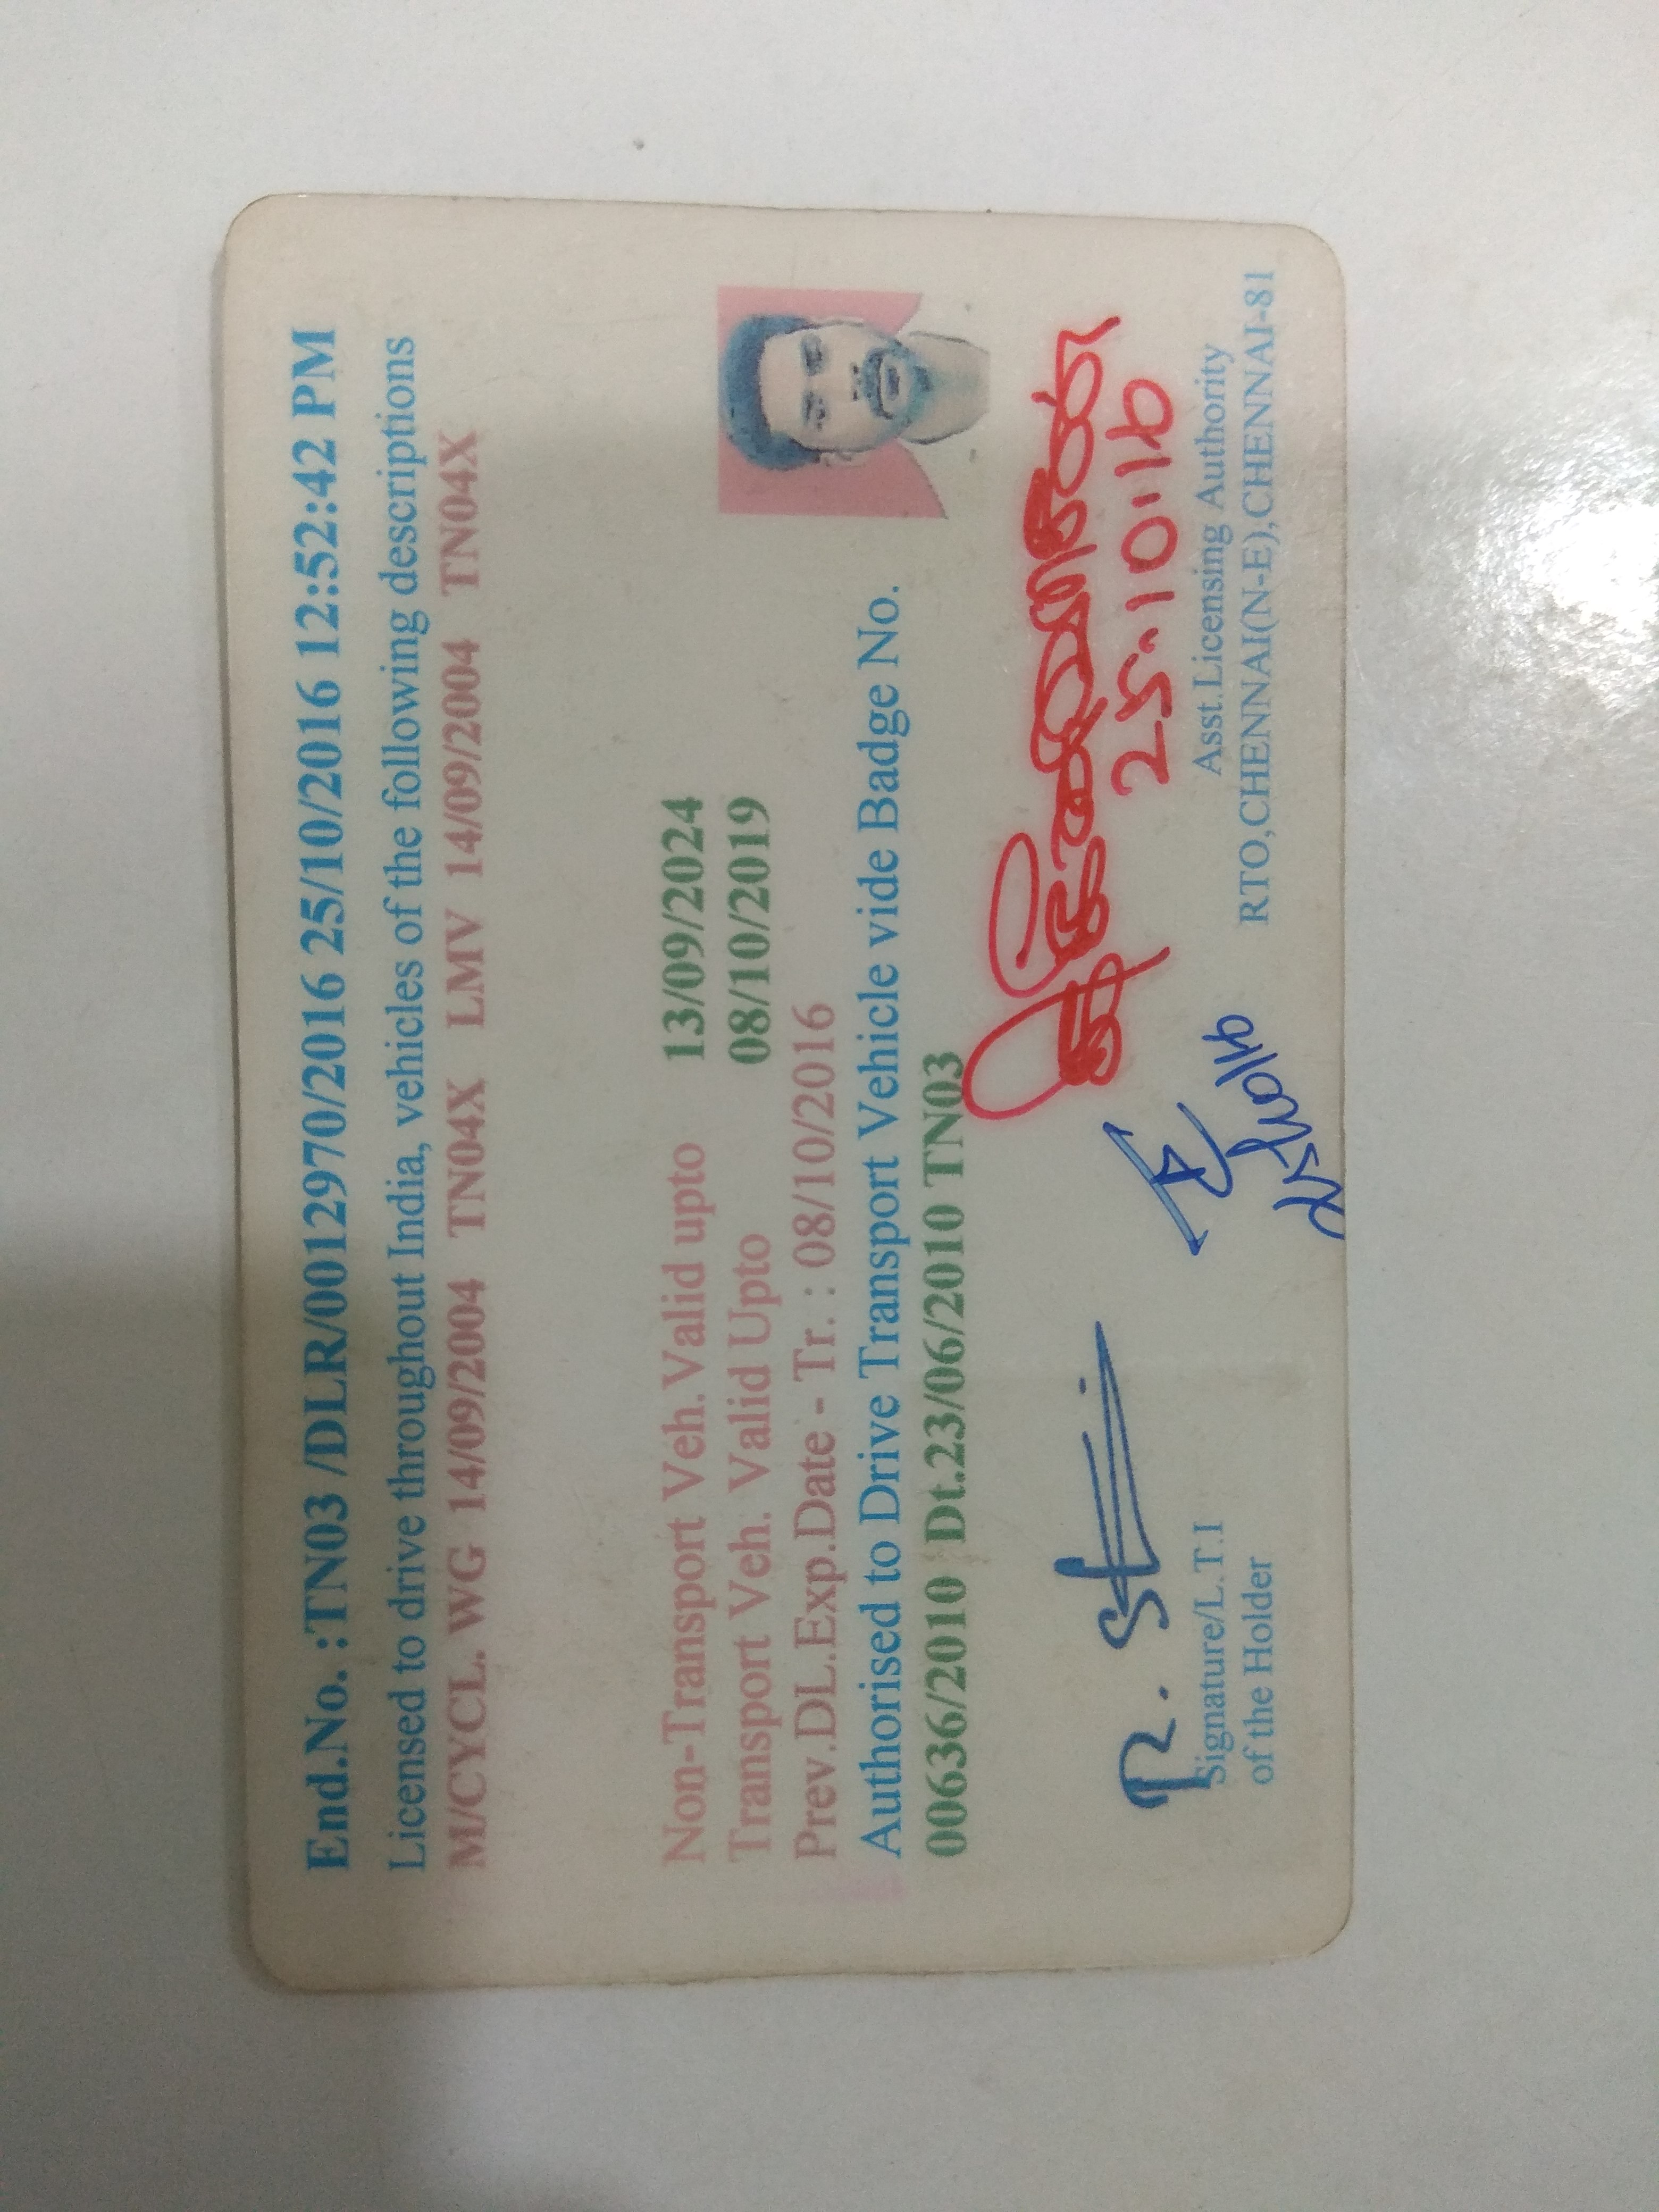 End.No. :TN03 /DLR/0012970/2016 25/10/2016 12:52:42 PM
Licensed to drive throughout India, vehicles of the following descriptions
M/CYCL. WG 14/09/2004 TN04X LMV 14/09/2004 TN04X
Non-Transport Veh.Valid upto 13/09/2024
Transport Veh. Valid Upto 08/10/2019
Prev.DL.Exp.Date - Tr. : 08/10/2016
Authorised to Drive Transport Vehicle vide Badge No.
00636/2010 Dt.23/06/2010 TN03
25.10.16
Signature/L.T.I
of the Holder
Asst.Licensing Authority
RTO,CHENNAI(N-E),CHENNAI-81